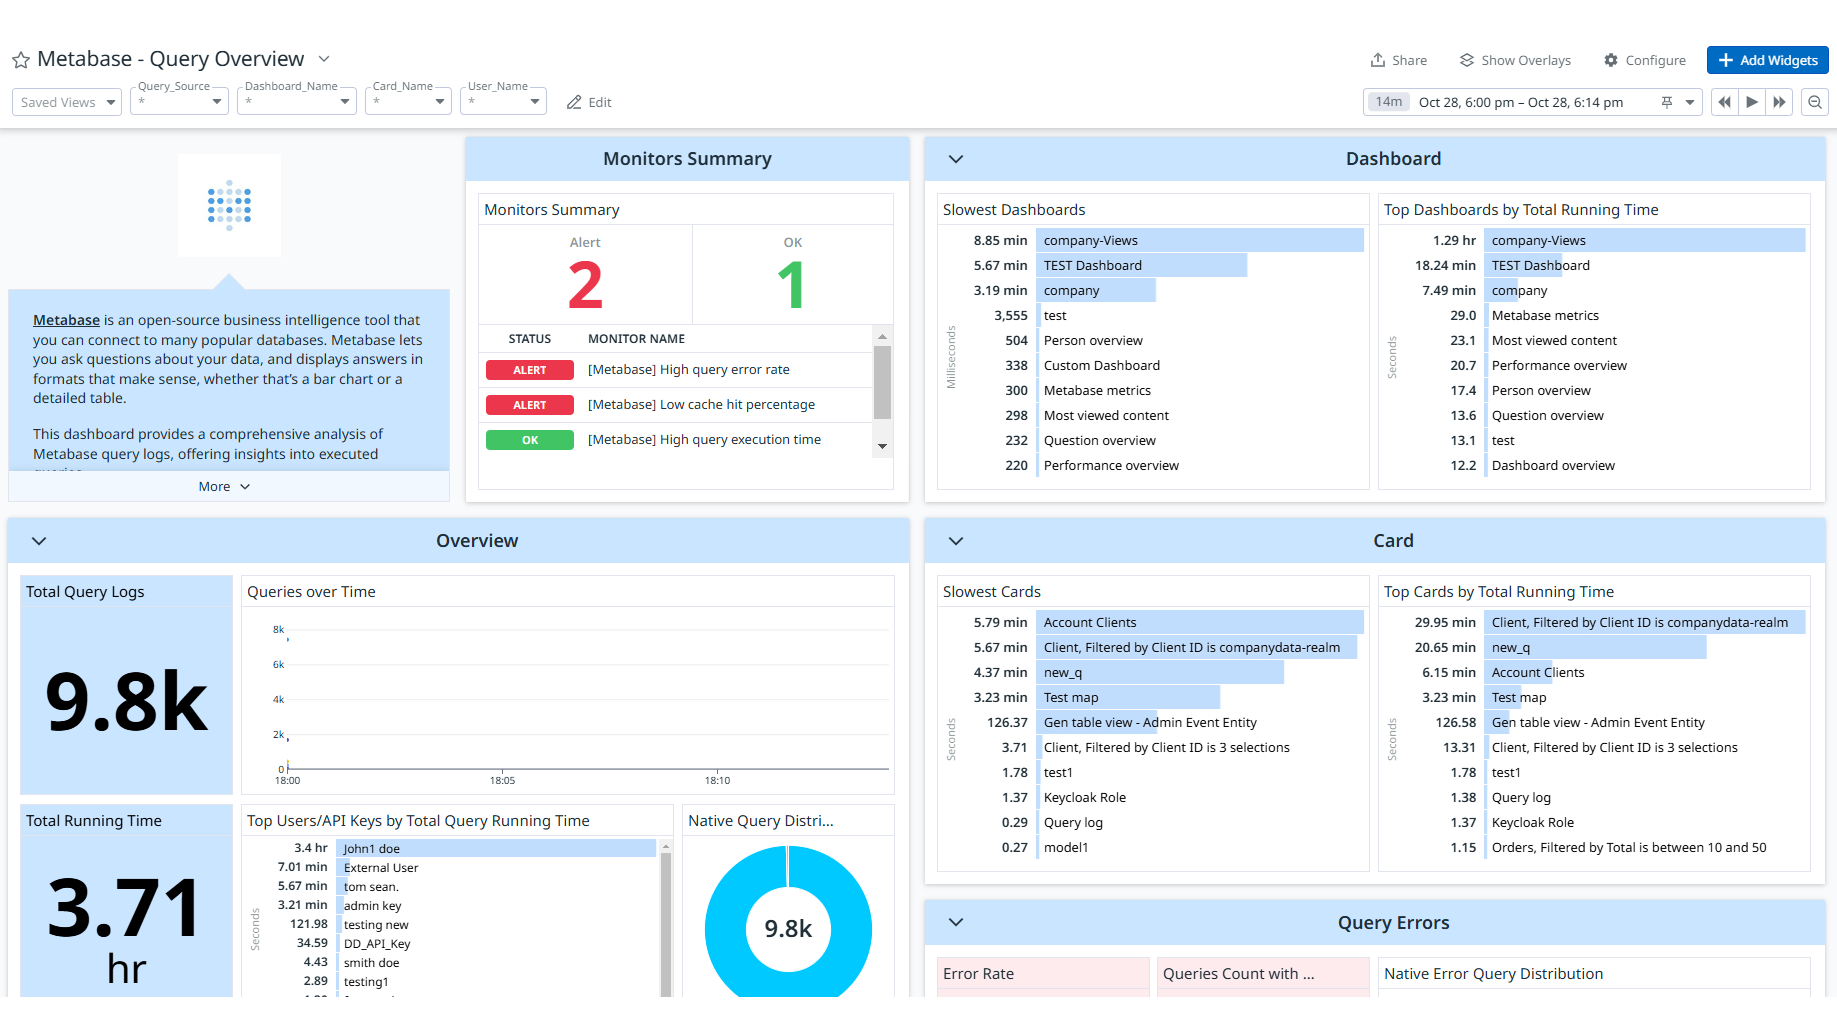 Metabase - Query Overview
Share
Show Overlays
Configure
Add Widgets
Saved Views
Query_Source
*
Dashboard_Name
*
Card_Name
*
User_Name
*
Edit
14m
Oct 28, 6:00 pm – Oct 28, 6:14 pm
Metabase is an open-source business intelligence tool that
you can connect to many popular databases. Metabase lets
you ask questions about your data, and displays answers in
formats that make sense, whether that's a bar chart or a
detailed table.
This dashboard provides a comprehensive analysis of
Metabase query logs, offering insights into executed
More
Monitors Summary
Monitors Summary
Alert
2
OK
1
STATUS MONITOR NAME
ALERT [Metabase] High query error rate
ALERT [Metabase] Low cache hit percentage
OK [Metabase] High query execution time
Dashboard
Slowest Dashboards
Milliseconds
8.85 min company-Views
5.67 min TEST Dashboard
3.19 min company
3,555 test
504 Person overview
338 Custom Dashboard
300 Metabase metrics
298 Most viewed content
232 Question overview
220 Performance overview
Top Dashboards by Total Running Time
Seconds
1.29 hr company-Views
18.24 min TEST Dashboard
7.49 min company
29.0 Metabase metrics
23.1 Most viewed content
20.7 Performance overview
17.4 Person overview
13.6 Question overview
13.1 test
12.2 Dashboard overview
Overview
Total Query Logs
9.8k
Queries over Time
8k
6k
4k
2k
0
18:00 18:05 18:10
Total Running Time
3.71
hr
Top Users/API Keys by Total Query Running Time
Seconds
3.4 hr John1 doe
7.01 min External User
5.67 min tom sean.
3.21 min admin key
121.98 testing new
34.59 DD_API_Key
4.43 smith doe
2.89 testing1
Native Query Distri...
9.8k
Card
Slowest Cards
Seconds
5.79 min Account Clients
5.67 min Client, Filtered by Client ID is companydata-realm
4.37 min new_q
3.23 min Test map
126.37 Gen table view - Admin Event Entity
3.71 Client, Filtered by Client ID is 3 selections
1.78 test1
1.37 Keycloak Role
0.29 Query log
0.27 model1
Top Cards by Total Running Time
Seconds
29.95 min Client, Filtered by Client ID is companydata-realm
20.65 min new_q
6.15 min Account Clients
3.23 min Test map
126.58 Gen table view - Admin Event Entity
13.31 Client, Filtered by Client ID is 3 selections
1.78 test1
1.38 Query log
1.37 Keycloak Role
1.15 Orders, Filtered by Total is between 10 and 50
Query Errors
Error Rate
Queries Count with ...
Native Error Query Distribution